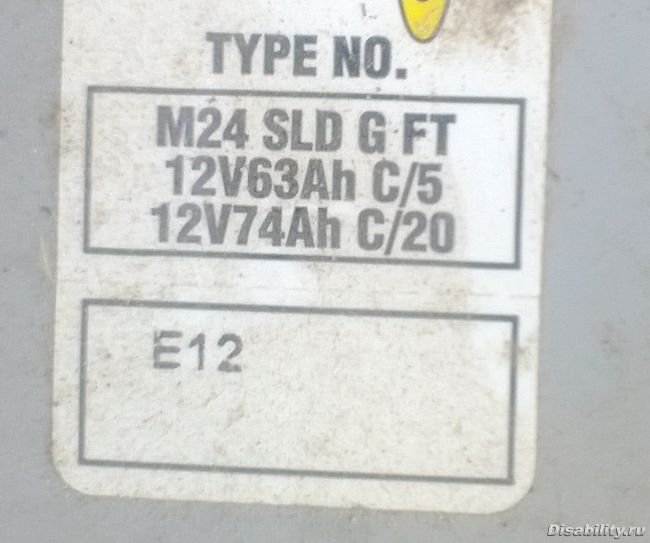 TYPE NO.
M24 SLD G FT
12V63Ah C/5
12V74Ah C/20
E12
Disability.ru